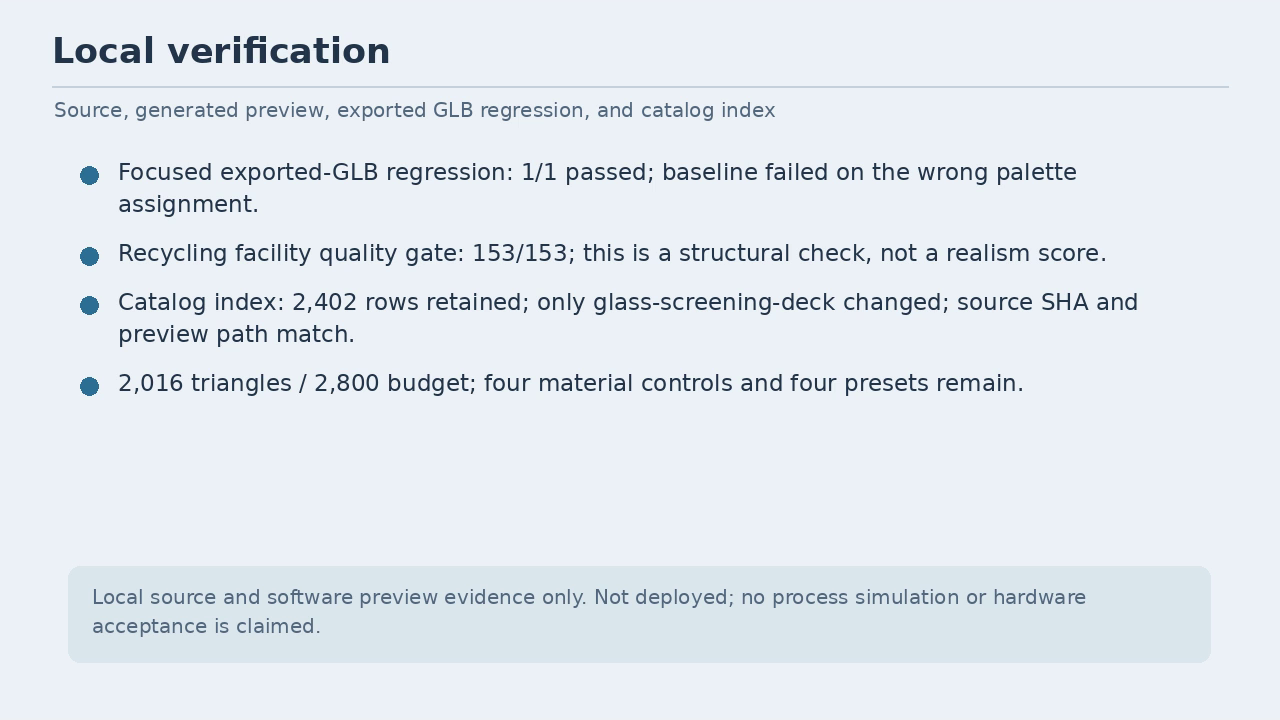 Local verification
Source, generated preview, exported GLB regression, and catalog index
Focused exported-GLB regression: 1/1 passed; baseline failed on the wrong palette
assignment.
Recycling facility quality gate: 153/153; this is a structural check, not a realism score.
Catalog index: 2,402 rows retained; only glass-screening-deck changed; source SHA and
preview path match.
2,016 triangles / 2,800 budget; four material controls and four presets remain.
Local source and software preview evidence only. Not deployed; no process simulation or hardware
acceptance is claimed.